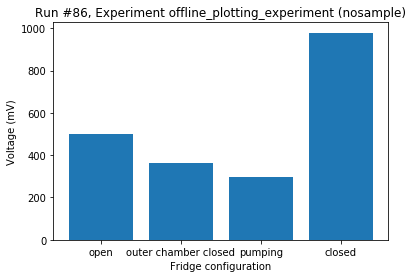 Run #86, Experiment offline_plotting_experiment (nosample)
1000
800
600
400
200
0
Voltage (mV)
open outer chamber closed pumping closed
Fridge configuration